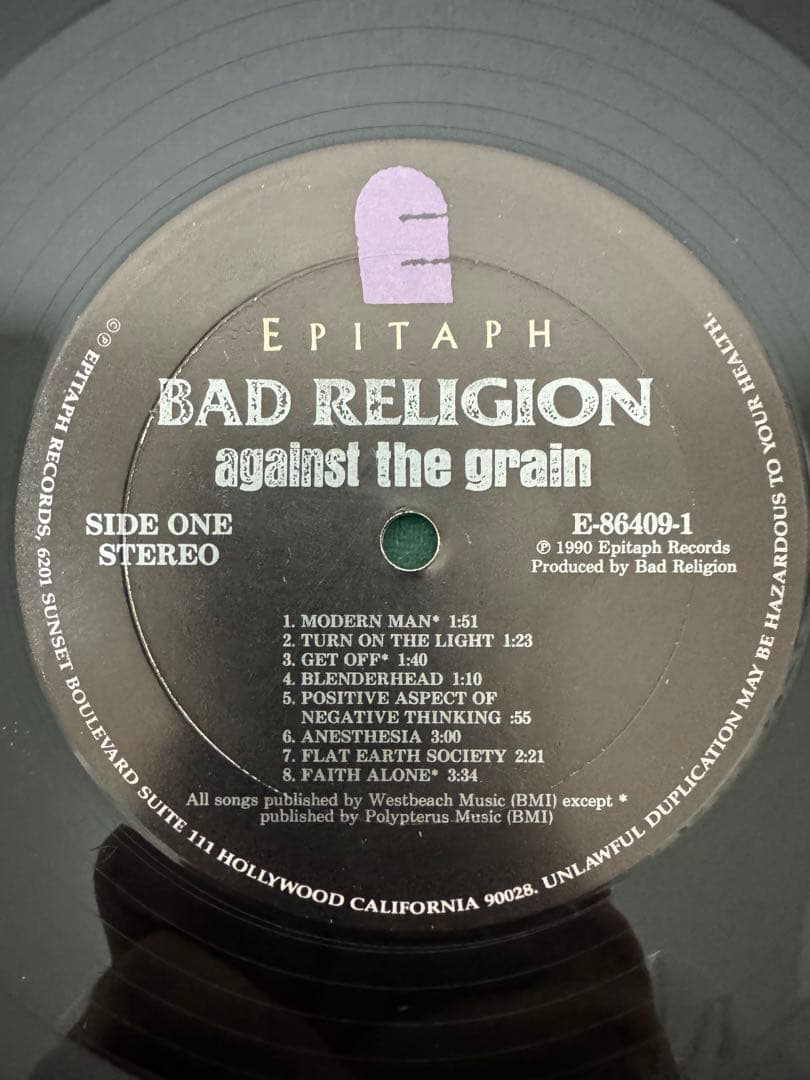 EPITAPH
BAD RELIGION
against the grain
SIDE ONE
STEREO
E-86409-1
℗ 1990 Epitaph Records
Produced by Bad Religion
1. MODERN MAN* 1:51
2. TURN ON THE LIGHT 1:23
3. GET OFF* 1:40
4. BLENDERHEAD 1:10
5. POSITIVE ASPECT OF
NEGATIVE THINKING :55
6. ANESTHESIA 3:00
7. FLAT EARTH SOCIETY 2:21
8. FAITH ALONE* 3:34
All songs published by Westbeach Music (BMI) except *
published by Polypterus Music (BMI)
© ℗ EPITAPH RECORDS, 6201 SUNSET BOULEVARD SUITE 111 HOLLYWOOD CALIFORNIA 90028. UNLAWFUL DUPLICATION MAY BE HAZARDOUS TO YOUR HEALTH.